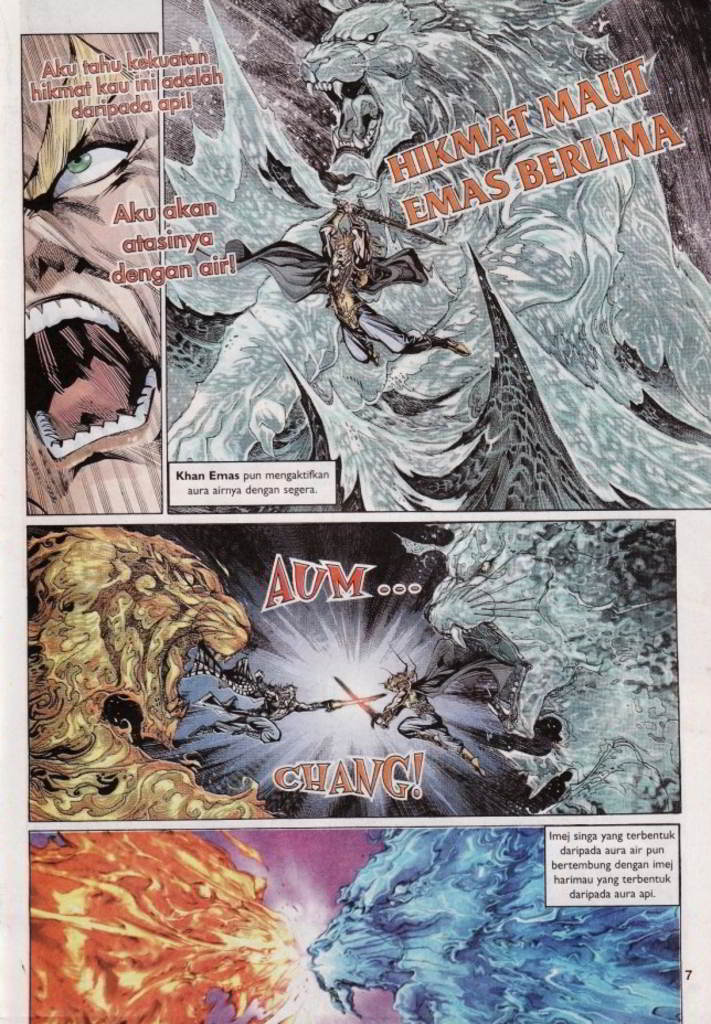 Aku tahu kekuatan
hikmat kau ini adalah
daripada api!
Aku akan
atasinya
dengan air!
HIKMAT MAUT
EMAS BERLIMA
Khan Emas pun mengaktifkan
aura airnya dengan segera.
AUM ...
CHANG!
Imej singa yang terbentuk
daripada aura air pun
bertembung dengan imej
harimau yang terbentuk
daripada aura api.
7